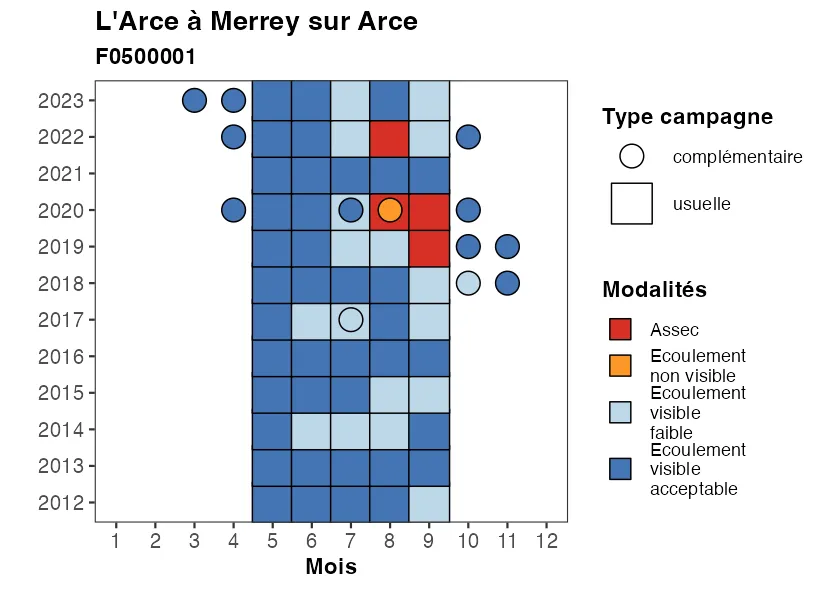 L'Arce à Merrey sur Arce
F0500001
2023
2022
2021
2020
2019
2018
2017
2016
2015
2014
2013
2012
1 2 3 4 5 6 7 8 9 10 11 12
Mois
Type campagne
complémentaire
usuelle
Modalités
Assec
Ecoulement
non visible
Ecoulement
visible
faible
Ecoulement
visible
acceptable